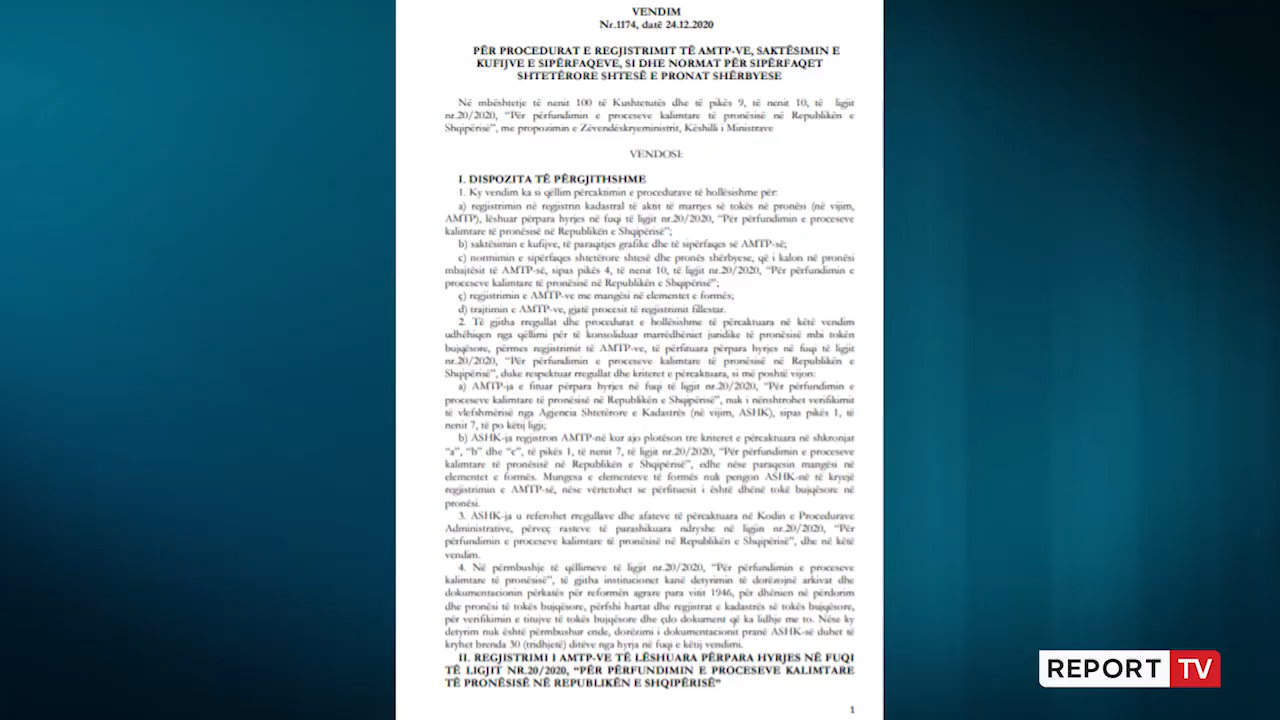 VENDIM
Nr.1174, datë 24.12.2020
PËR PROCEDURAT E REGJISTRIMIT TË AMTP-VE, SAKTËSIMIN E
KUFIJVE E SIPËRFAQEVE, SI DHE NORMAT PËR SIPËRFAQET
SHTETËRORE SHTESË E PRONAT SHËRBYESE
Në mbështetje të nenit 100 të Kushtetutës dhe të pikës 9, të nenit 10, të ligjit
nr.20/2020, “Për përfundimin e proceseve kalimtare të pronësisë në Republikën e
Shqipërisë”, me propozimin e Zëvendëskryeministrit, Këshilli i Ministrave
VENDOSI:
I. DISPOZITA TË PËRGJITHSHME
1. Ky vendim ka si qëllim përcaktimin e procedurave të hollësishme për:
a) regjistrimin në regjistrin kadastral të aktit të marrjes së tokës në pronësi (në vijim,
AMTP), lëshuar përpara hyrjes në fuqi të ligjit nr.20/2020, “Për përfundimin e proceseve
kalimtare të pronësisë në Republikën e Shqipërisë”;
b) saktësimin e kufijve, të paraqitjes grafike dhe të sipërfaqes së AMTP-së;
c) normimin e sipërfaqes shtetërore shtesë dhe pronës shërbyese, që i kalon në pronësi
mbajtësit të AMTP-së, sipas pikës 4, të nenit 10, të ligjit nr.20/2020, “Për përfundimin e
proceseve kalimtare të pronësisë në Republikën e Shqipërisë”;
ç) regjistrimin e AMTP-ve me mangësi në elementet e formës;
d) trajtimin e AMTP-ve, gjatë procesit të regjistrimit fillestar.
2. Të gjitha rregullat dhe procedurat e hollësishme të përcaktuara në këtë vendim
udhëhiqen nga qëllimi për të konsoliduar marrëdhëniet juridike të pronësisë mbi tokën
bujqësore, përmes regjistrimit të AMTP-ve, të përfituara përpara hyrjes në fuqi të ligjit
nr.20/2020, “Për përfundimin e proceseve kalimtare të pronësisë në Republikën e
Shqipërisë”, duke respektuar rregullat dhe kriteret e përcaktuara, si më poshtë vijon:
a) AMTP-ja e fituar përpara hyrjes në fuqi të ligjit nr.20/2020, “Për përfundimin e
proceseve kalimtare të pronësisë në Republikën e Shqipërisë”, nuk i nënshtrohet verifikimit
të vlefshmërisë nga Agjencia Shtetërore e Kadastrës (në vijim, ASHK), sipas pikës 1, të
nenit 7, të po këtij ligji;
b) ASHK-ja regjistron AMTP-në kur ajo plotëson tre kriteret e përcaktuara në shkronjat
“a”, “b” dhe “c”, të pikës 1, të nenit 7, të ligjit nr.20/2020, “Për përfundimin e proceseve
kalimtare të pronësisë në Republikën e Shqipërisë”, edhe nëse paraqesin mangësi në
elementet e formës. Mungesa e elementeve të formës nuk pengon ASHK-në të kryejë
regjistrimin e AMTP-së, nëse vërtetohet se përfituesit i është dhënë tokë bujqësore në
pronësi.
3. ASHK-ja u referohet rregullave dhe afateve të përcaktuara në Kodin e Procedurave
Administrative, përveç rasteve të parashikuara ndryshe në ligjin nr.20/2020, “Për
përfundimin e proceseve kalimtare të pronësisë në Republikën e Shqipërisë”, dhe në këtë
vendim.
4. Në përmbushje të qëllimeve të ligjit nr.20/2020, “Për përfundimin e proceseve
kalimtare të pronësisë”, të gjitha institucionet kanë detyrimin të dorëzojnë arkivat dhe
dokumentacionin përkatës për reformën agrare para vitit 1946, për dhënien në përdorim
dhe pronësi të tokës bujqësore, përfshi hartat dhe regjistrat e kadastrës së tokës bujqësore,
për verifikimin e titujve të tokës bujqësore dhe çdo dokument që ka lidhje me to. Nëse ky
detyrim nuk është përmbushur ende, dorëzimi i dokumentacionit pranë ASHK-së duhet të
kryhet brenda 30 (tridhjetë) ditëve nga hyrja në fuqi e këtij vendimi.
II. REGJISTRIMI I AMTP-VE TË LËSHUARA PËRPARA HYRJES NË FUQI
TË LIGJIT NR.20/2020, “PËR PËRFUNDIMIN E PROCESEVE KALIMTARE
TË PRONËSISË NË REPUBLIKËN E SHQIPËRISË”
1
REPORT TV